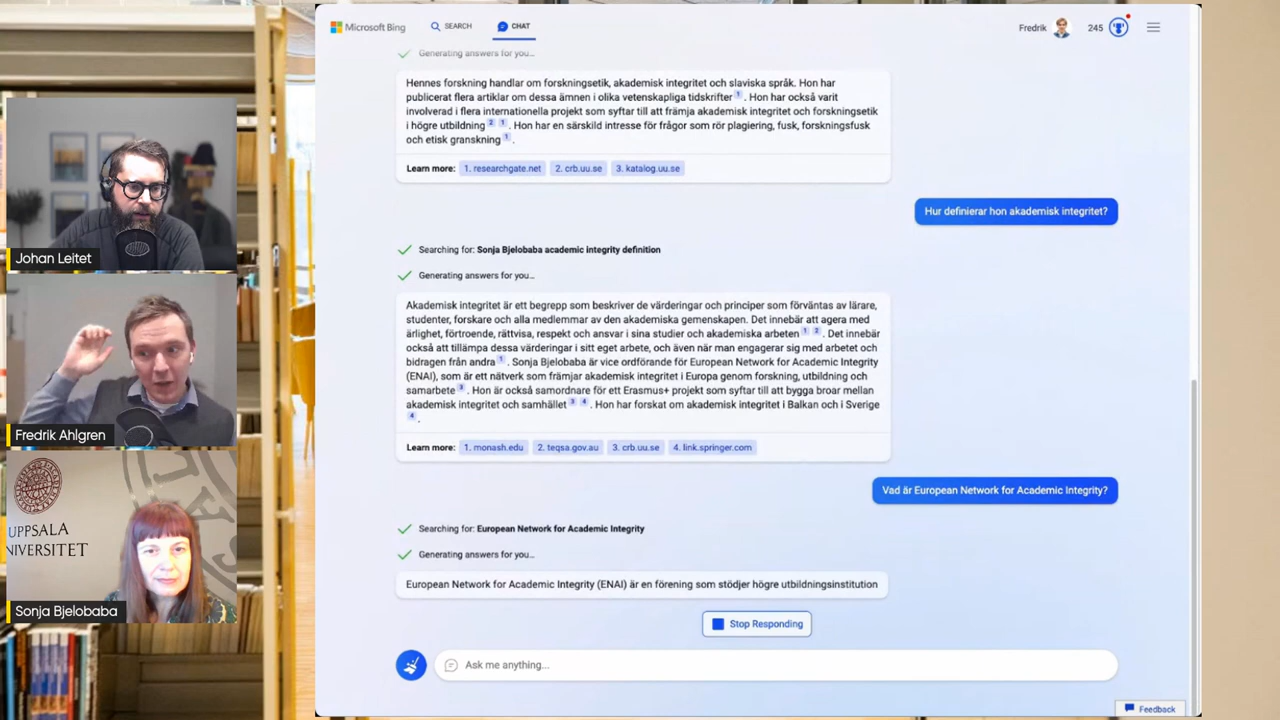 Microsoft Bing
SEARCH
CHAT
Fredrik
245
Generating answers for you…
Hennes forskning handlar om forskningsetik, akademisk integritet och slaviska språk. Hon har
publicerat flera artiklar om dessa ämnen i olika vetenskapliga tidskrifter 1 . Hon har också varit
involverad i flera internationella projekt som syftar till att främja akademisk integritet och forskningsetik
i högre utbildning 2 1 . Hon har en särskild intresse för frågor som rör plagiering, fusk, forskningsfusk
och etisk granskning 1 .
Learn more: 1. researchgate.net 2. crb.uu.se 3. katalog.uu.se
Hur definierar hon akademisk integritet?
Searching for: Sonja Bjelobaba academic integrity definition
Generating answers for you…
Akademisk integritet är ett begrepp som beskriver de värderingar och principer som förväntas av lärare,
studenter, forskare och alla medlemmar av den akademiska gemenskapen. Det innebär att agera med
ärlighet, förtroende, rättvisa, respekt och ansvar i sina studier och akademiska arbeten 1 2 . Det innebär
också att tillämpa dessa värderingar i sitt eget arbete, och även när man engagerar sig med arbetet och
bidragen från andra 1 . Sonja Bjelobaba är vice ordförande för European Network for Academic Integrity
(ENAI), som är ett nätverk som främjar akademisk integritet i Europa genom forskning, utbildning och
samarbete 3 . Hon är också samordnare för ett Erasmus+ projekt som syftar till att bygga broar mellan
akademisk integritet och samhället 3 4 . Hon har forskat om akademisk integritet i Balkan och i Sverige
4 .
Learn more: 1. monash.edu 2. teqsa.gov.au 3. crb.uu.se 4. link.springer.com
Vad är European Network for Academic Integrity?
Searching for: European Network for Academic Integrity
Generating answers for you…
European Network for Academic Integrity (ENAI) är en förening som stödjer högre utbildningsinstitution
Stop Responding
Ask me anything...
Feedback
Johan Leitet
Fredrik Ahlgren
UPPSALA
NIVERSITET
Sonja Bjelobaba